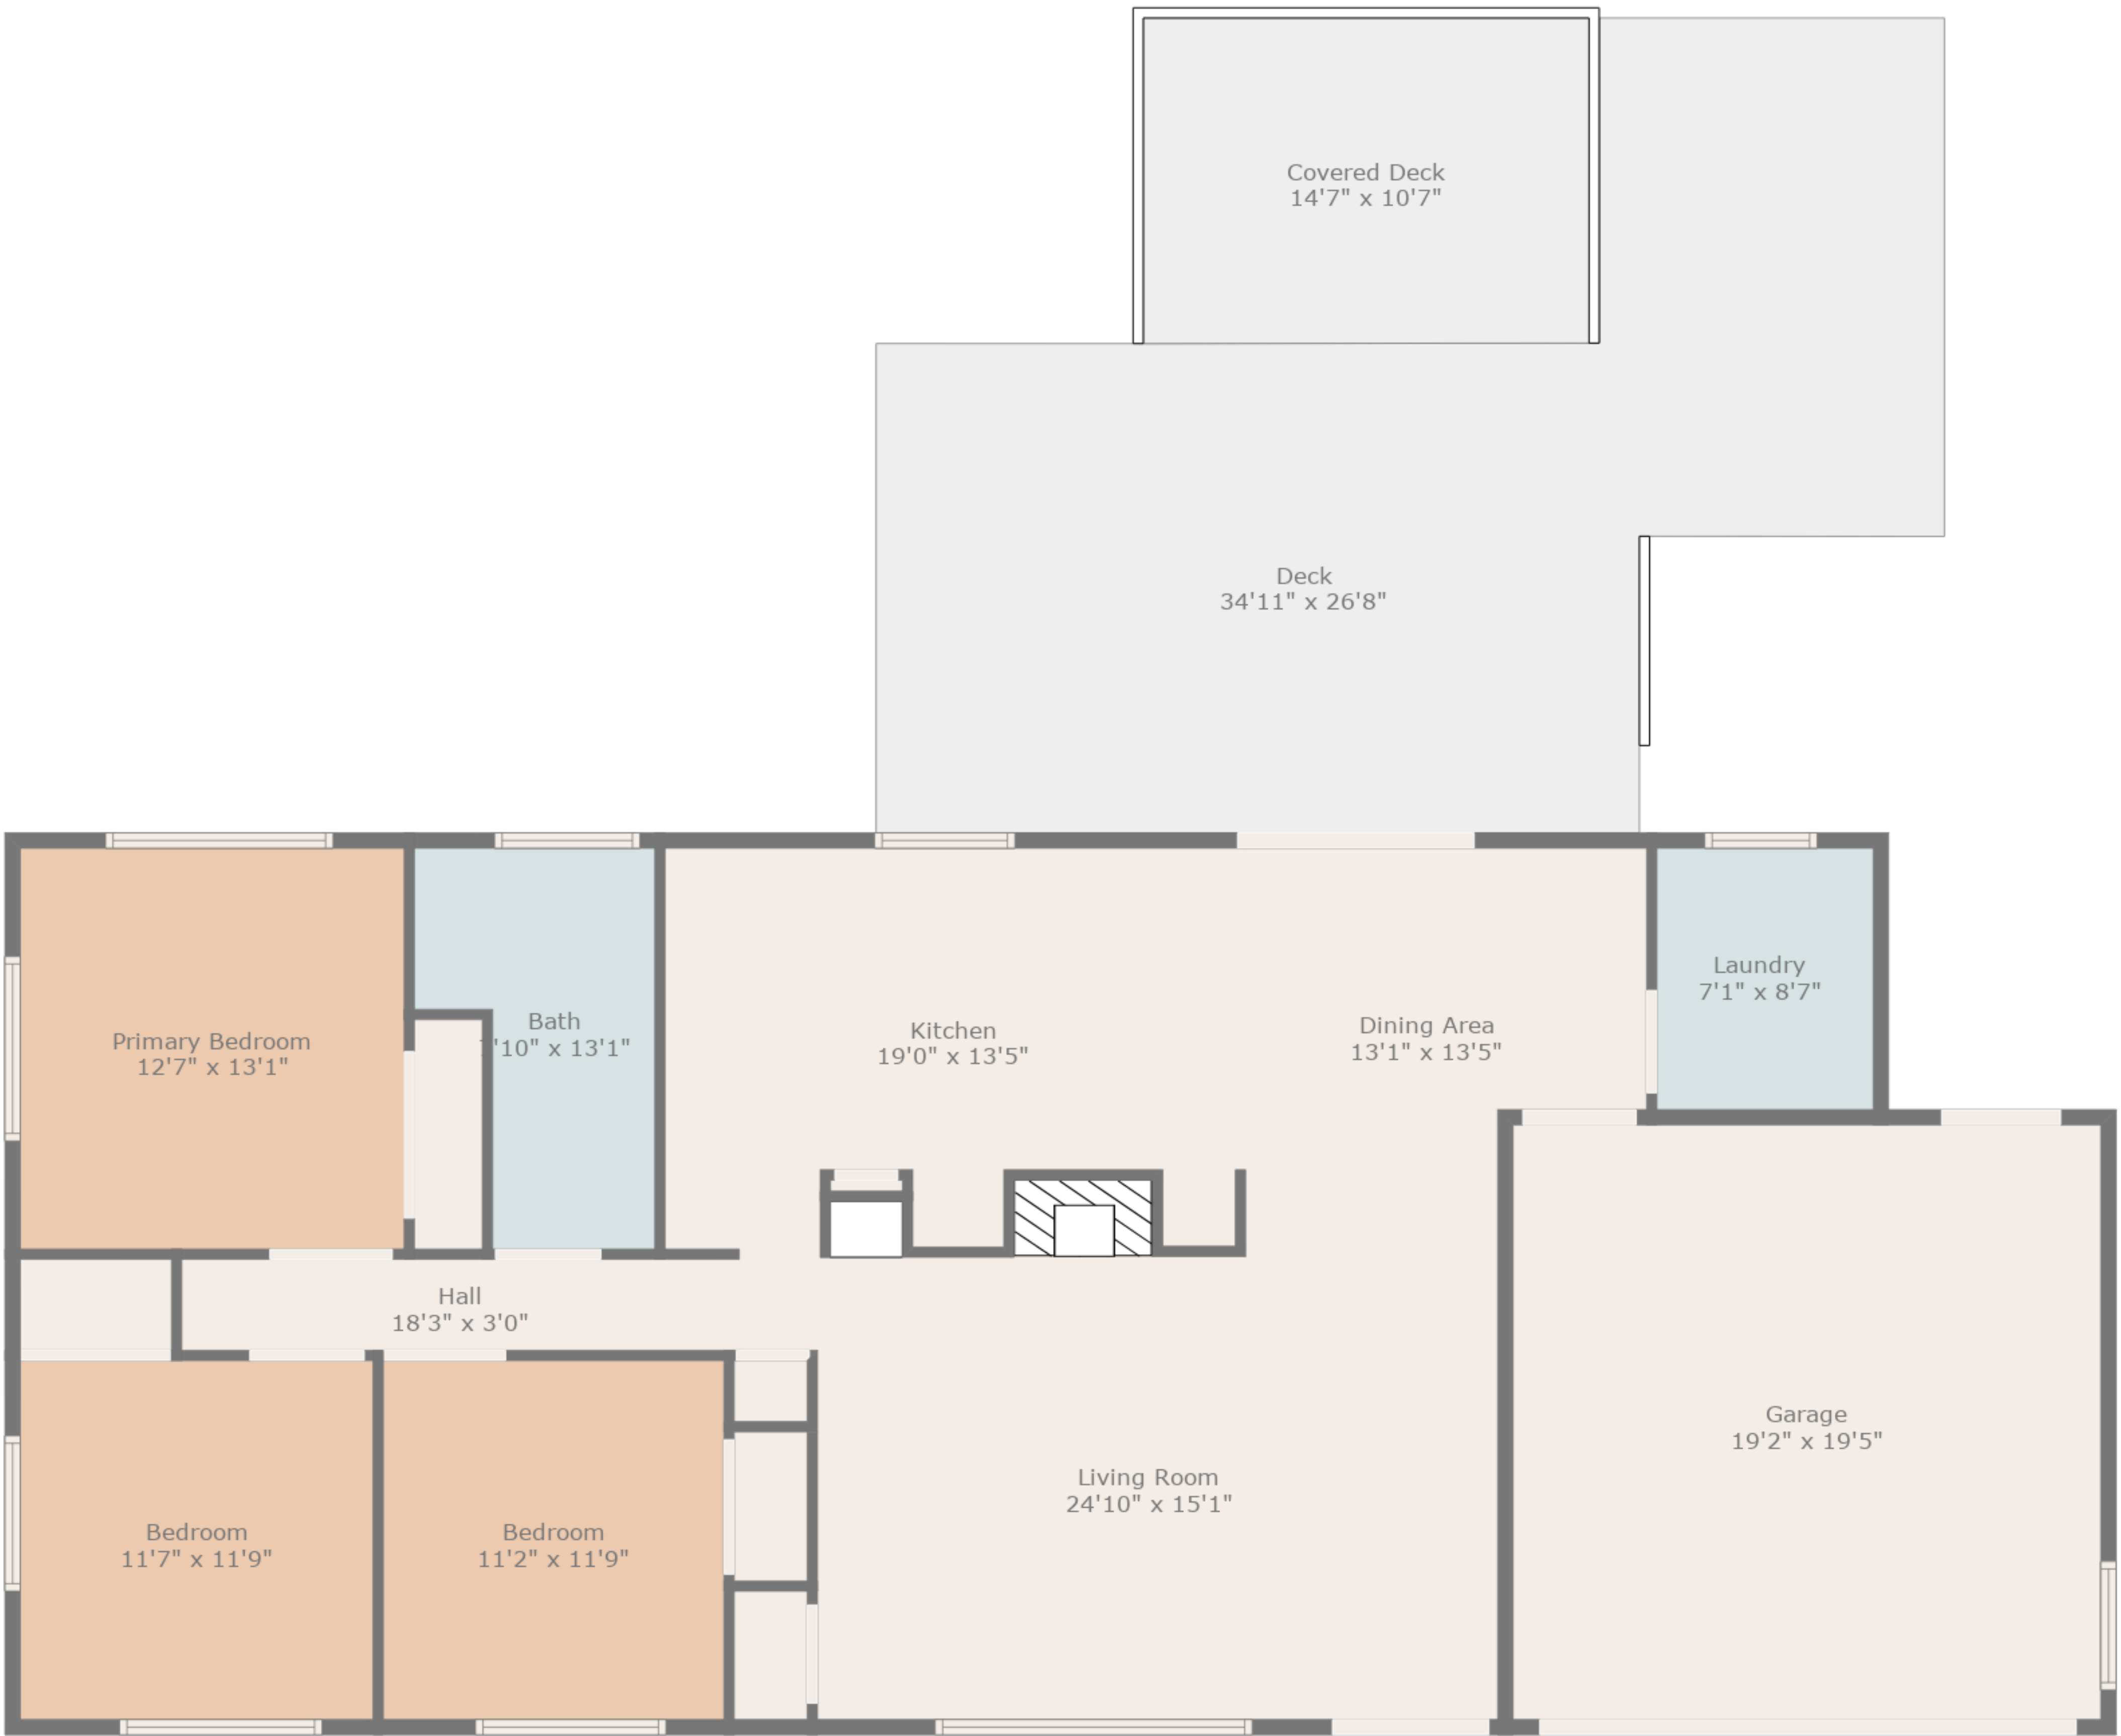 Covered Deck
14'7" x 10'7"
Deck
34'11" x 26'8"
Primary Bedroom
12'7" x 13'1"
Bath
'10" x 13'1"
Kitchen
19'0" x 13'5"
Dining Area
13'1" x 13'5"
Laundry
7'1" x 8'7"
Hall
18'3" x 3'0"
Bedroom
11'7" x 11'9"
Bedroom
11'2" x 11'9"
Living Room
24'10" x 15'1"
Garage
19'2" x 19'5"